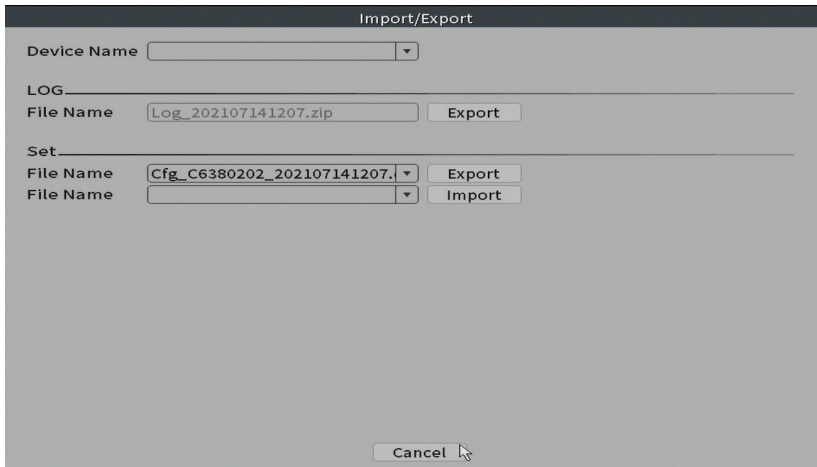 Import/Export
Device Name
LOG
File Name Log_202107141207.zip Export
Set
File Name Cfg_C6380202_202107141207. Export
File Name Import
Cancel